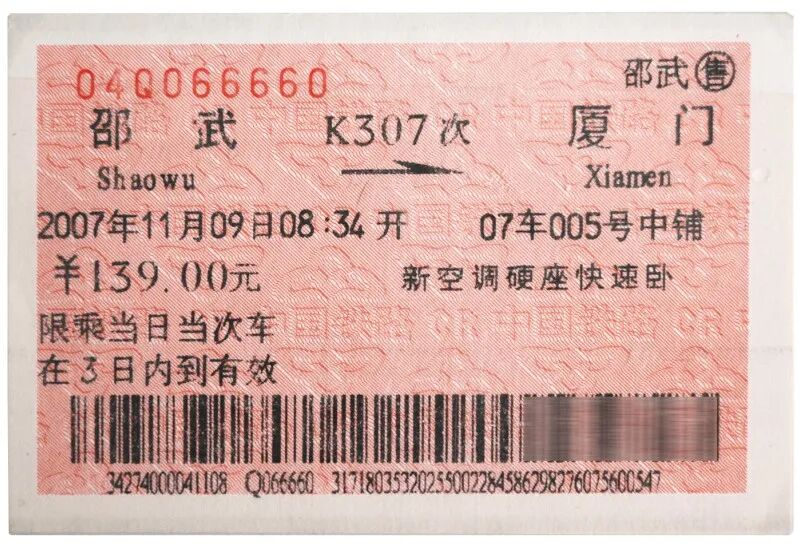 04Q066660
邵武㊮售
邵 武 K307次 厦 门
Shaowu Xiamen
2007年11月09日08:34开 07车005号中铺
￥139.00元 新空调硬座快速卧
限乘当日当次车
在3日内到有效
34274000041108 Q066660 3171803532025500228458629827607560​0547